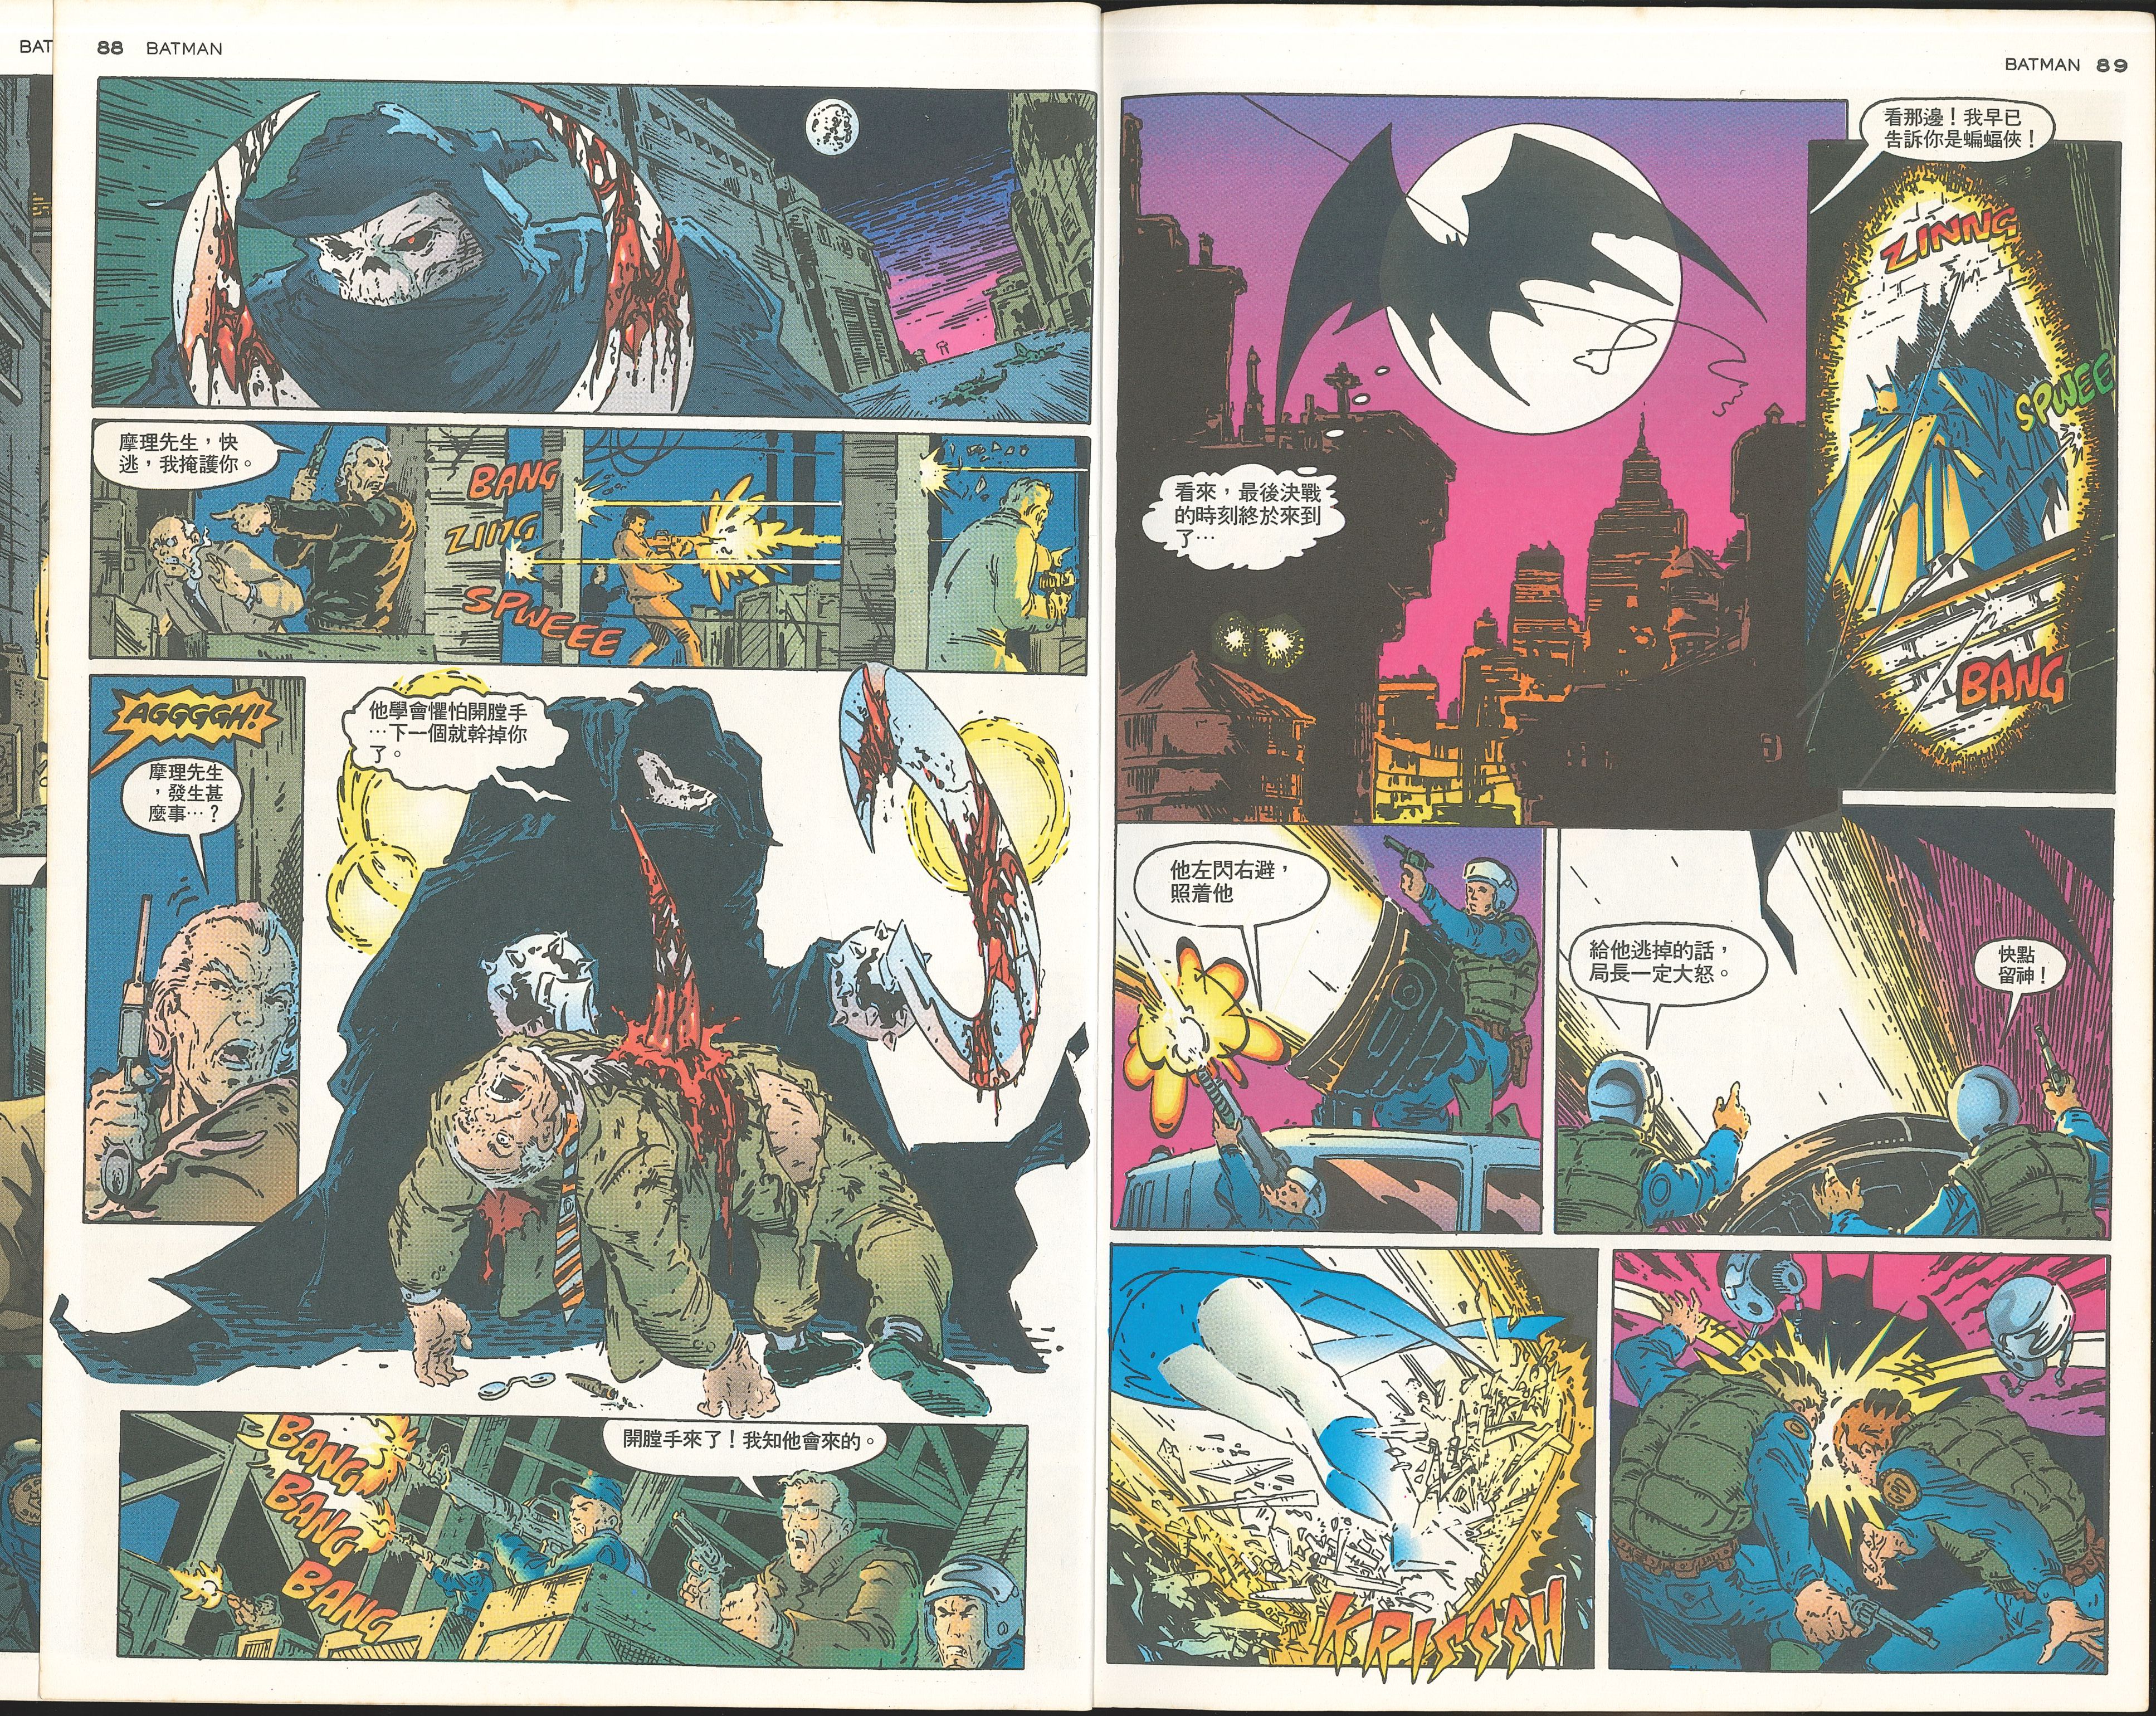 BAT
88 BATMAN
摩理先生，快
逃，我掩護你。
BANG
ZIING
SPWEEE
AGGGGH!
摩理先生
，發生甚
麼事…？
他學會懼怕開膛手
…下一個就幹掉你
了。
BANG
BANG
BANG
開膛手來了！我知他會來的。
BATMAN 89
看那邊！我早已
告訴你是蝙蝠俠！
ZINNG
SPWEE
BANG
看來，最後決戰
的時刻終於來到
了…
他左閃右避，
照着他
給他逃掉的話，
局長一定大怒。
快點
留神！
KRISSSH